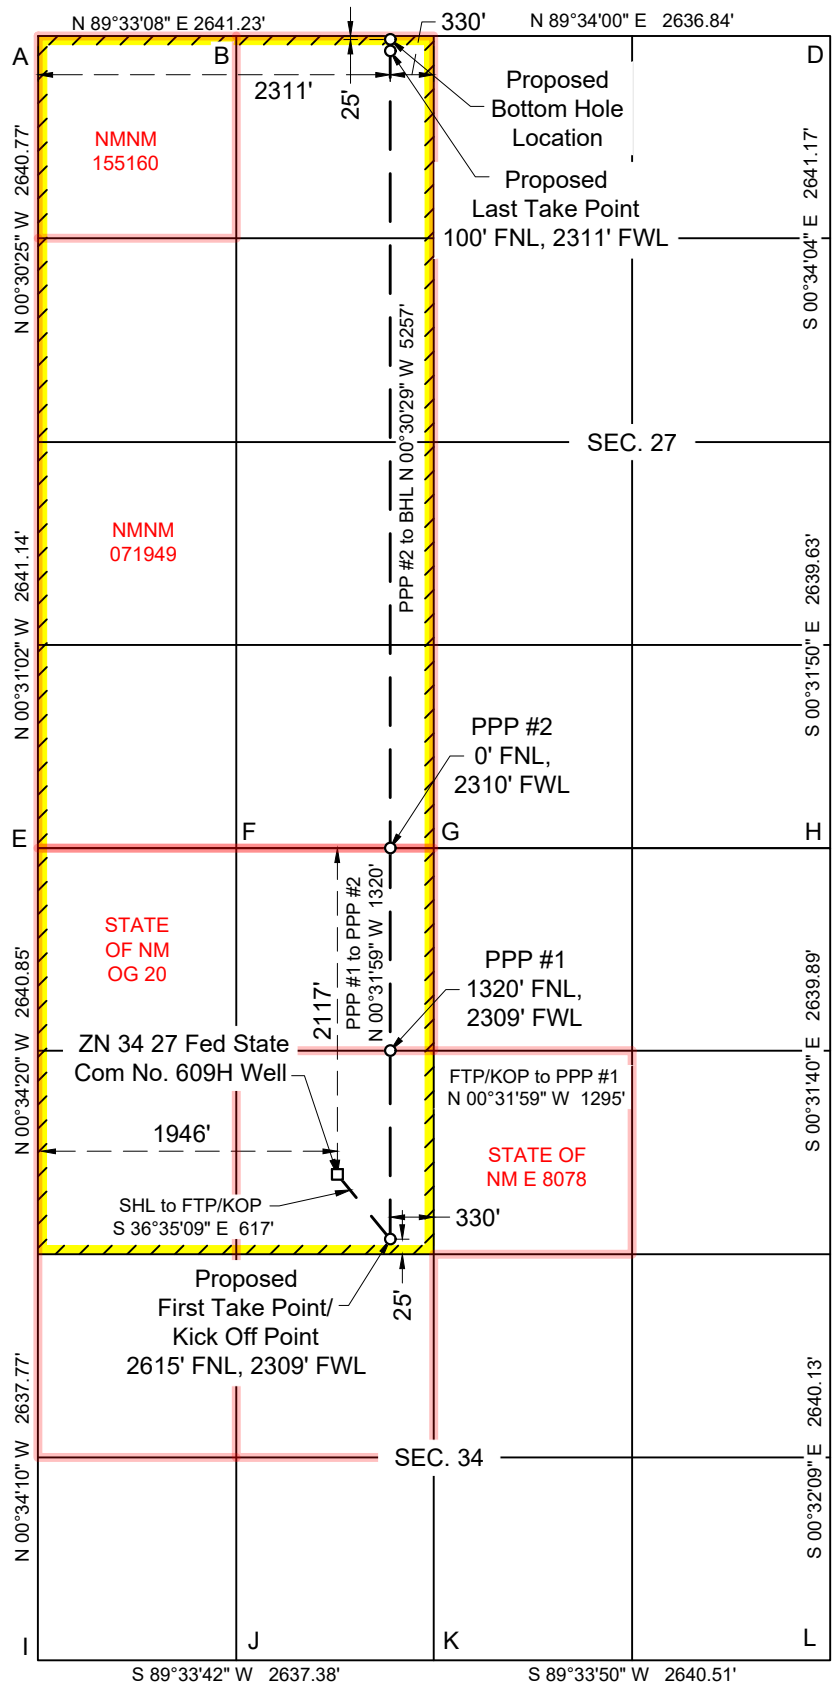 N 89°33'08" E 2641.23'
330'
N 89°34'00" E 2636.84'
A
B
D
2311'
25'
Proposed
Bottom Hole
Location
NMNM
155160
Proposed
Last Take Point
100' FNL, 2311' FWL
N 00°30'25" W 2640.77'
S 00°34'04" E 2641.17'
PPP #2 to BHL N 00°30'29" W 5257'
SEC. 27
NMNM
071949
N 00°31'02" W 2641.14'
S 00°31'50" E 2639.63'
PPP #2
0' FNL,
2310' FWL
E
F
G
H
STATE
OF NM
OG 20
2117'
PPP #1 to PPP #2
N 00°31'59" W 1320'
PPP #1
1320' FNL,
2309' FWL
N 00°34'20" W 2640.85'
S 00°31'40" E 2639.89'
ZN 34 27 Fed State
Com No. 609H Well
FTP/KOP to PPP #1
N 00°31'59" W 1295'
1946'
STATE OF
NM E 8078
SHL to FTP/KOP
S 36°35'09" E 617'
330'
25'
Proposed
First Take Point/
Kick Off Point
2615' FNL, 2309' FWL
N 00°34'10" W 2637.77'
S 00°32'09" E 2640.13'
SEC. 34
I
J
K
L
S 89°33'42" W 2637.38'
S 89°33'50" W 2640.51'